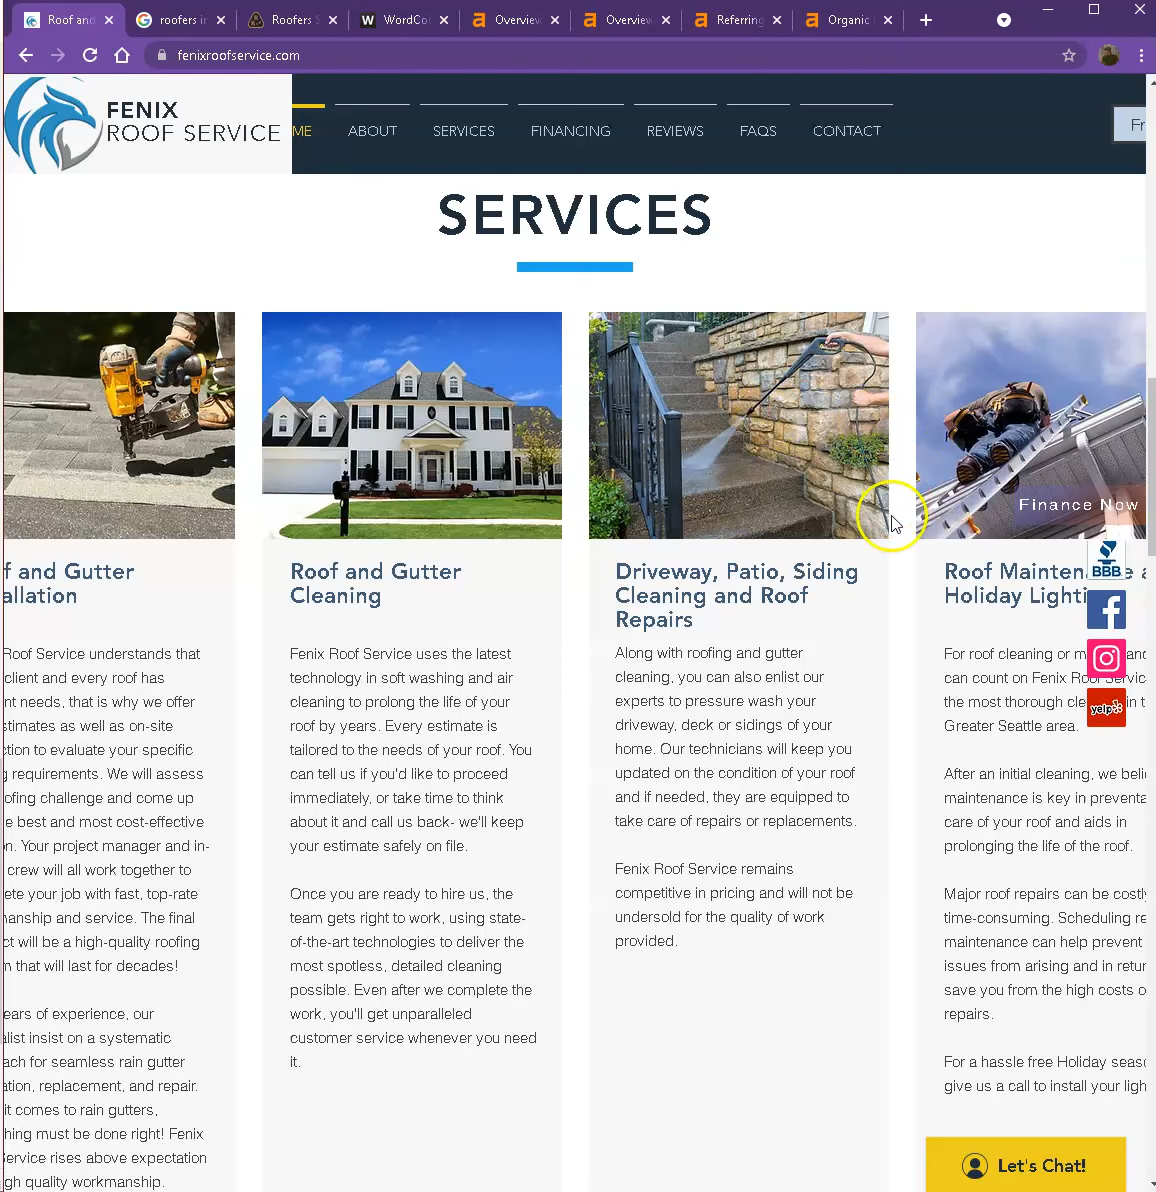 Roof and
roofers in
Roofers S
WordCo
Overview
Overview
Referring
Organic
fenixroofservice.com
FENIX
ROOF SERVICE
ME
ABOUT
SERVICES
FINANCING
REVIEWS
FAQS
CONTACT
Fr
SERVICES
f and Gutter
allation
Roof Service understands that
client and every roof has
nt needs, that is why we offer
stimates as well as on-site
ction to evaluate your specific
g requirements. We will assess
ofing challenge and come up
e best and most cost-effective
on. Your project manager and in-
crew will all work together to
ete your job with fast, top-rate
manship and service. The final
ct will be a high-quality roofing
m that will last for decades!
ears of experience, our
alist insist on a systematic
ach for seamless rain gutter
ation, replacement, and repair.
it comes to rain gutters,
hing must be done right! Fenix
Service rises above expectation
gh quality workmanship.
Roof and Gutter
Cleaning
Fenix Roof Service uses the latest
technology in soft washing and air
cleaning to prolong the life of your
roof by years. Every estimate is
tailored to the needs of your roof. You
can tell us if you'd like to proceed
immediately, or take time to think
about it and call us back- we'll keep
your estimate safely on file.
Once you are ready to hire us, the
team gets right to work, using state-
of-the-art technologies to deliver the
most spotless, detailed cleaning
possible. Even after we complete the
work, you'll get unparalleled
customer service whenever you need
it.
Driveway, Patio, Siding
Cleaning and Roof
Repairs
Along with roofing and gutter
cleaning, you can also enlist our
experts to pressure wash your
driveway, deck or sidings of your
home. Our technicians will keep you
updated on the condition of your roof
and if needed, they are equipped to
take care of repairs or replacements.
Fenix Roof Service remains
competitive in pricing and will not be
undersold for the quality of work
provided.
Finance Now
BBB
yelp
Roof Mainten e a
Holiday Lighti
For roof cleaning or m and
can count on Fenix Roof Servic
the most thorough cle in t
Greater Seattle area.
After an initial cleaning, we beli
maintenance is key in preventa
care of your roof and aids in
prolonging the life of the roof.
Major roof repairs can be costly
time-consuming. Scheduling re
maintenance can help prevent
issues from arising and in retur
save you from the high costs o
repairs.
For a hassle free Holiday seaso
give us a call to install your ligh
Let's Chat!